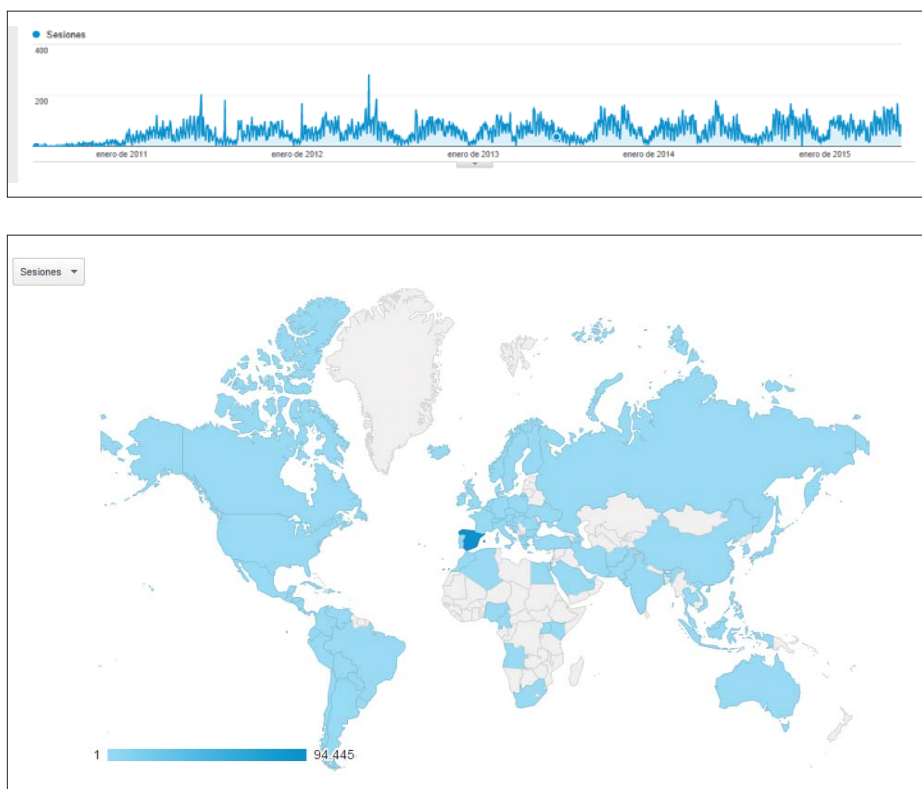 Sesiones
400
200
enero de 2011 enero de 2012 enero de 2013 enero de 2014 enero de 2015
Sesiones
1 94.445